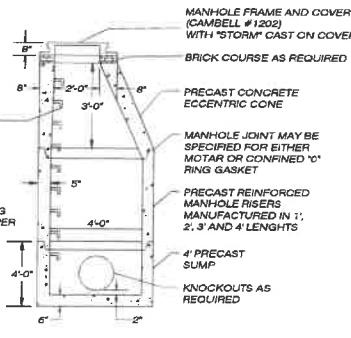 MANHOLE FRAME AND COVER
(CAMBELL #1202)
WITH "STORM" CAST ON COVER
8"
BRICK COURSE AS REQUIRED
8"
2'-0"
8"
PRECAST CONCRETE
ECCENTRIC CONE
3'-0"
MANHOLE JOINT MAY BE
SPECIFIED FOR EITHER
MOTAR OR CONFINED "O"
RING GASKET
5"
PRECAST REINFORCED
MANHOLE RISERS
MANUFACTURED IN 1',
2', 3' AND 4' LENGHTS
4'-0"
4' PRECAST
SUMP
4'-0"
KNOCKOUTS AS
REQUIRED
6"
2"